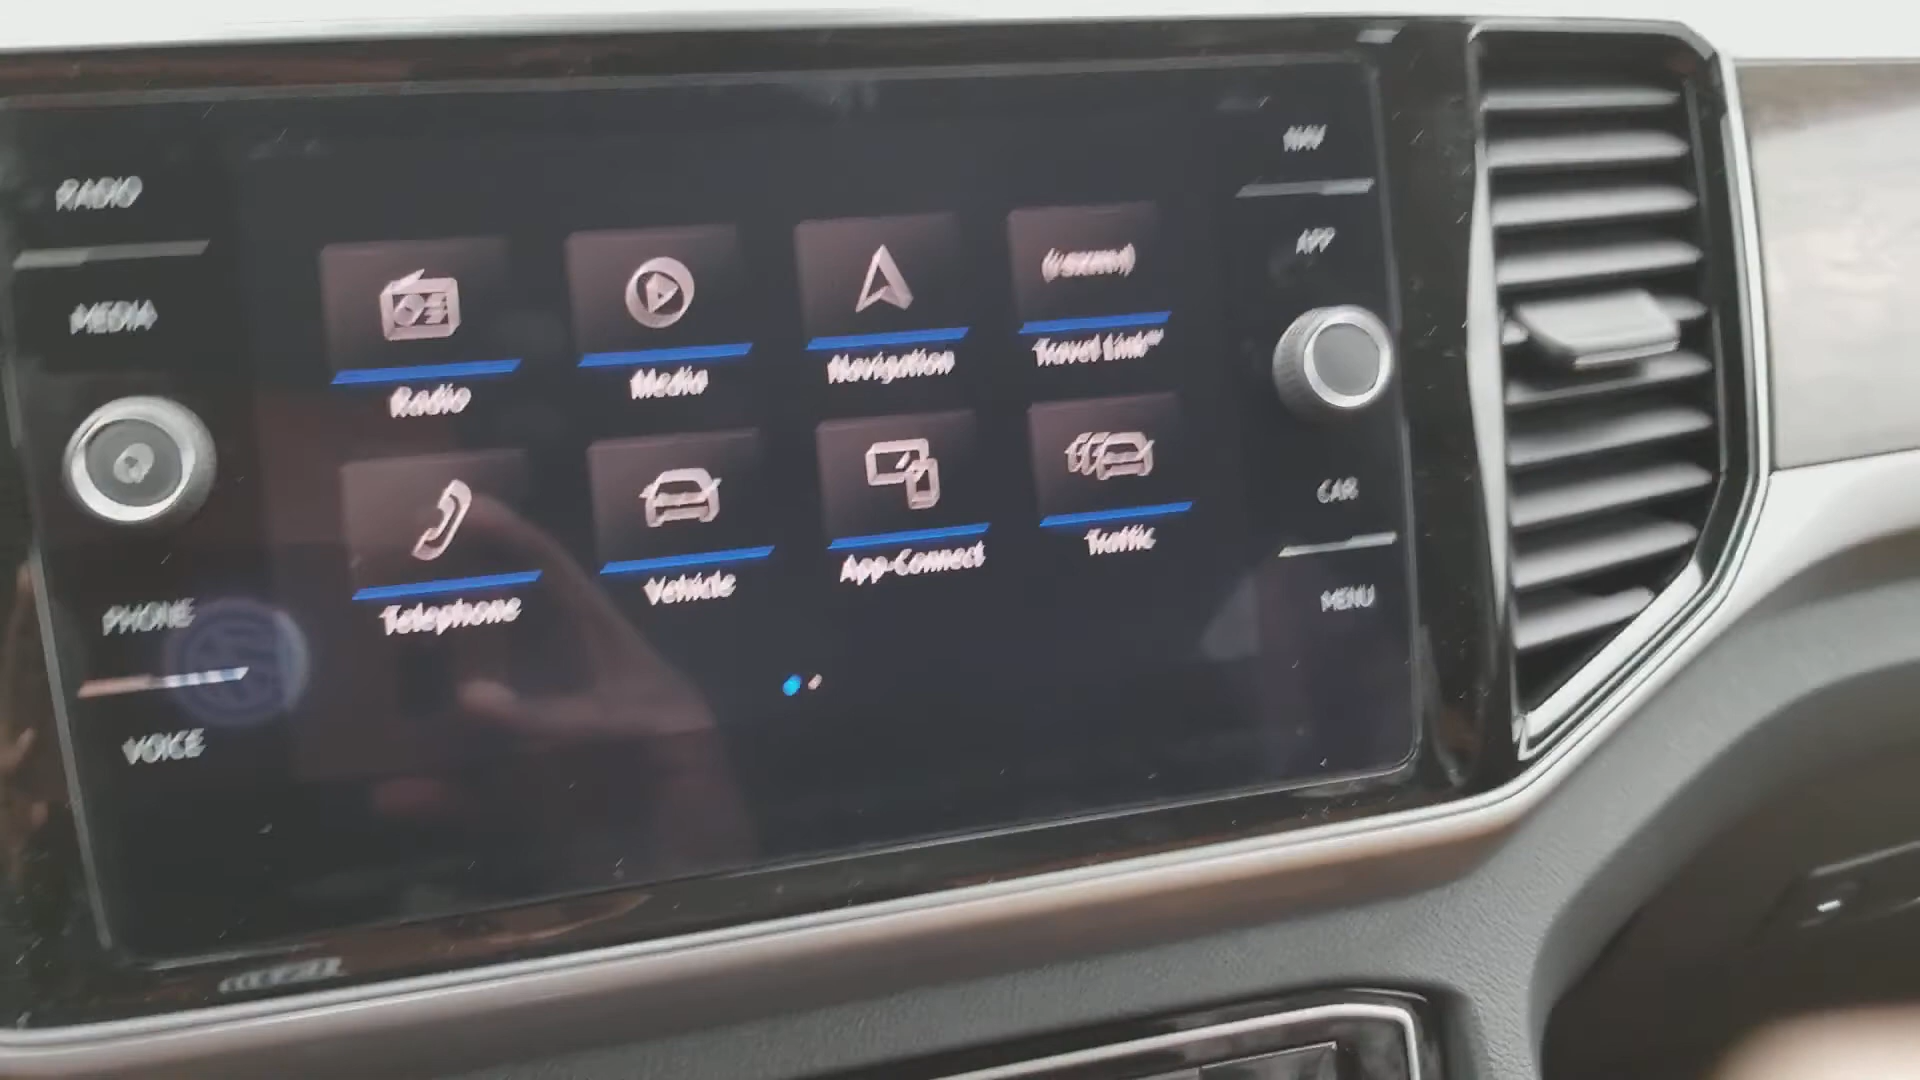 RADIO
MEDIA
PHONE
VOICE
Radio
Media
Navigation
Travel Link
Telephone
Vehicle
App-Connect
Traffic
NAV
APP
CAR
MENU